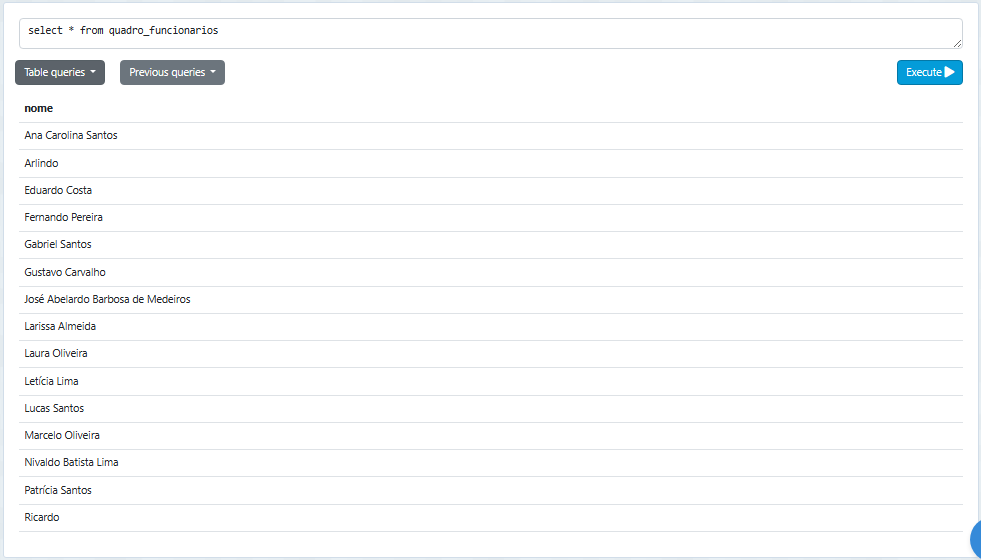 select * from quadro_funcionarios
Table queries
Previous queries
Execute
nome
Ana Carolina Santos
Arlindo
Eduardo Costa
Fernando Pereira
Gabriel Santos
Gustavo Carvalho
José Abelardo Barbosa de Medeiros
Larissa Almeida
Laura Oliveira
Letícia Lima
Lucas Santos
Marcelo Oliveira
Nivaldo Batista Lima
Patrícia Santos
Ricardo